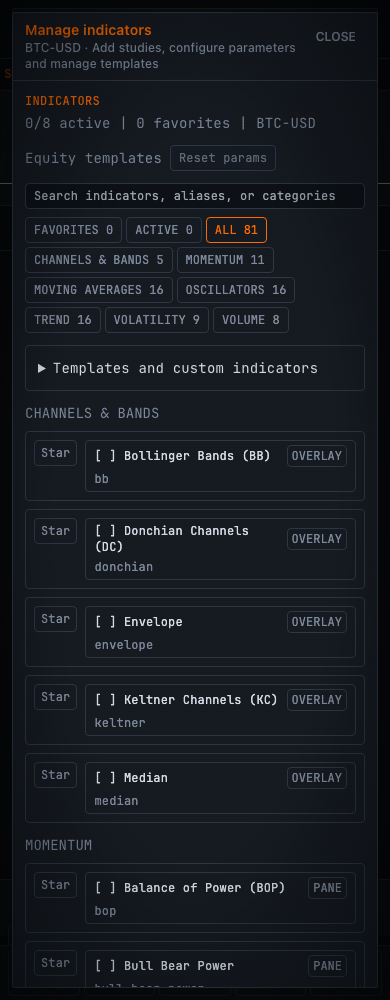 Manage indicators
CLOSE
BTC-USD · Add studies, configure parameters
and manage templates
INDICATORS
0/8 active | 0 favorites | BTC-USD
Equity templates Reset params
Search indicators, aliases, or categories
FAVORITES 0 ACTIVE 0 ALL 81
CHANNELS & BANDS 5 MOMENTUM 11
MOVING AVERAGES 16 OSCILLATORS 16
TREND 16 VOLATILITY 9 VOLUME 8
▶ Templates and custom indicators
CHANNELS & BANDS
Star [ ] Bollinger Bands (BB) OVERLAY
bb
Star [ ] Donchian Channels
(DC) OVERLAY
donchian
Star [ ] Envelope OVERLAY
envelope
Star [ ] Keltner Channels (KC) OVERLAY
keltner
Star [ ] Median OVERLAY
median
MOMENTUM
Star [ ] Balance of Power (BOP) PANE
bop
Star [ ] Bull Bear Power PANE